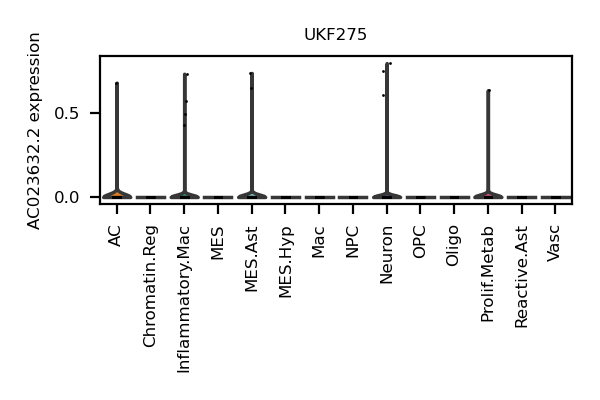 UKF275
AC023632.2 expression
0.5
0.0
AC
Chromatin.Reg
Inflammatory.Mac
MES
MES.Ast
MES.Hyp
Mac
NPC
Neuron
OPC
Oligo
Prolif.Metab
Reactive.Ast
Vasc